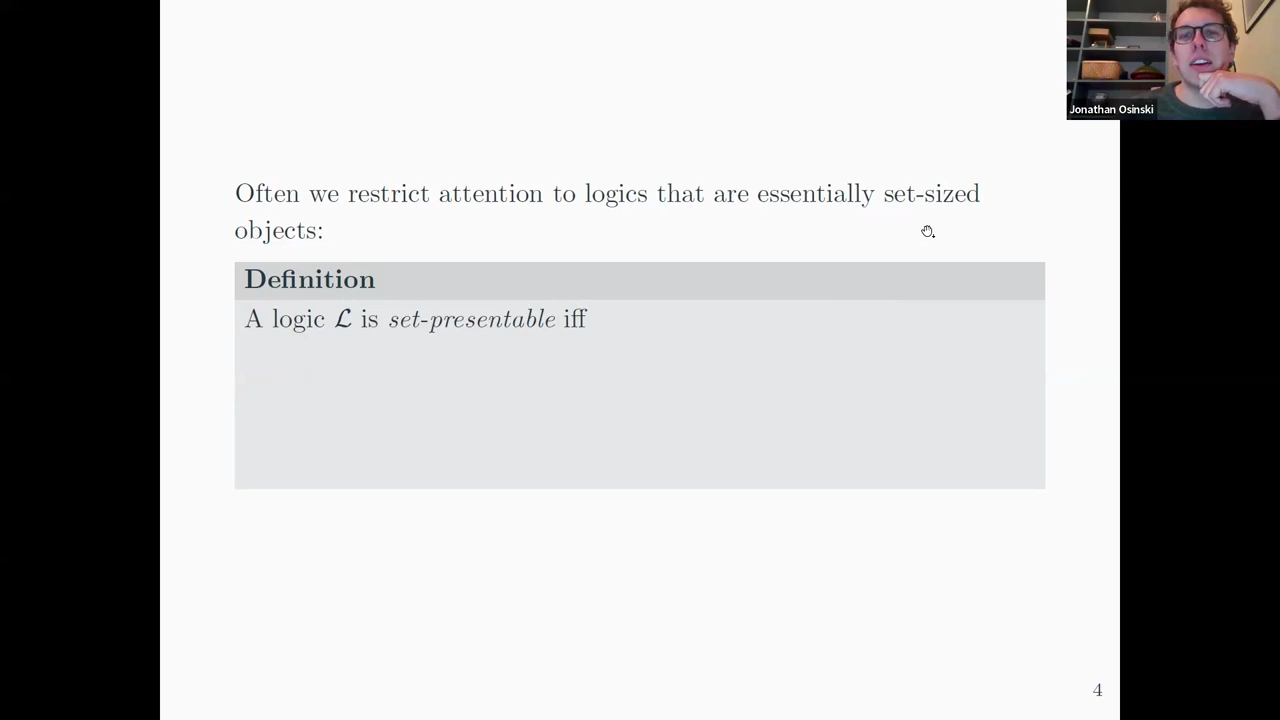 Jonathan Osinski
Often we restrict attention to logics that are essentially set-sized
objects:
Definition
A logic ℒ is set-presentable iff
4